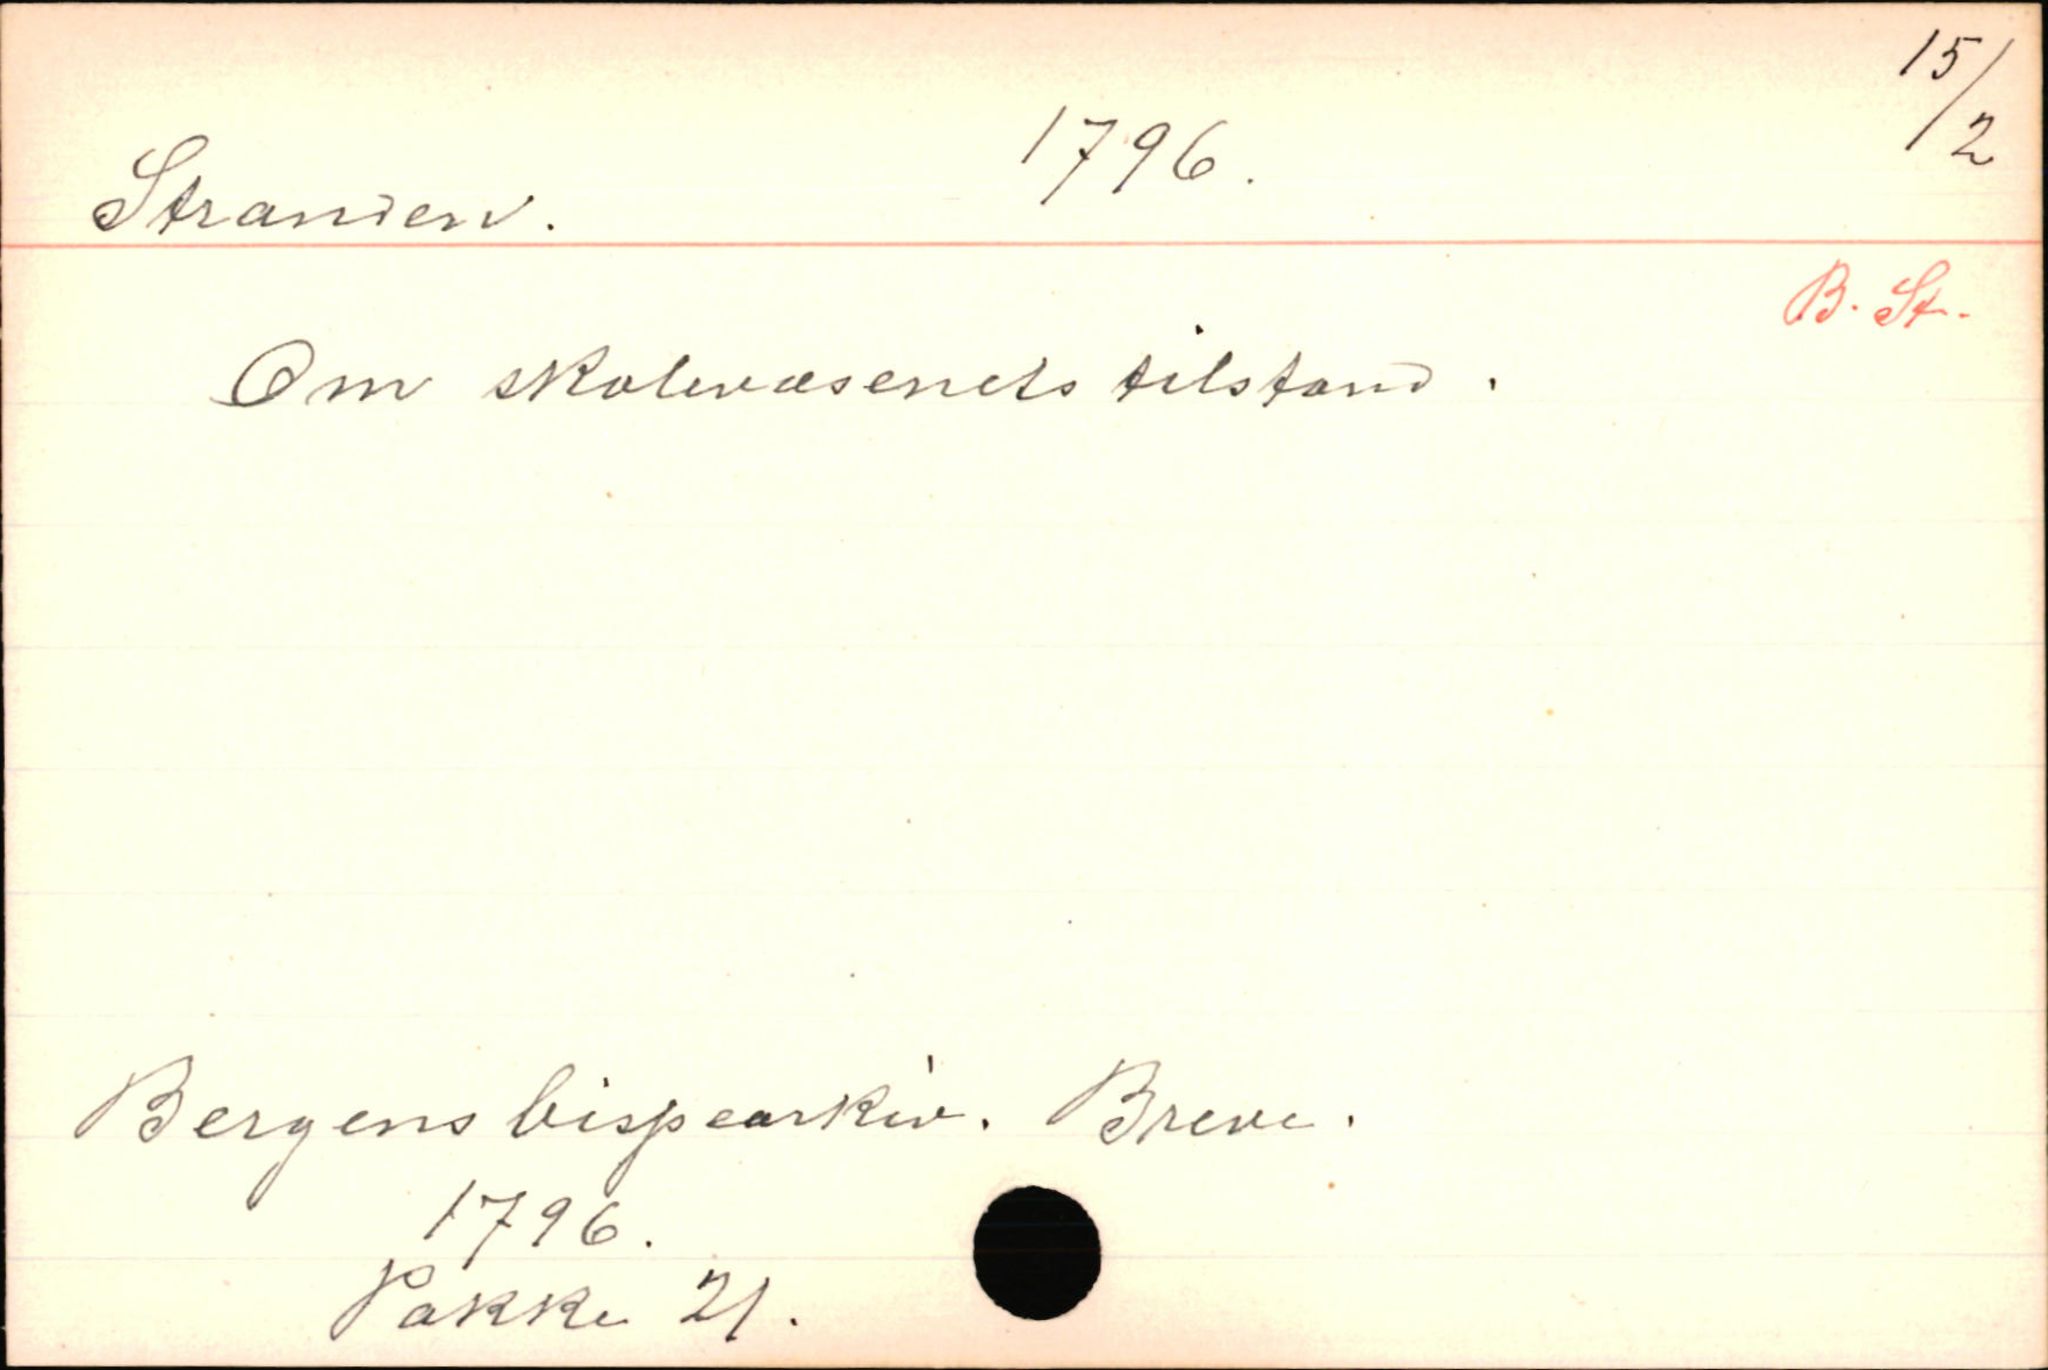 15/2
Stranden. 1796.
B. St.
Om skolevæsenets tilstand.
Bergens bispearkiv. Breve.
1796.
Pakke 21.